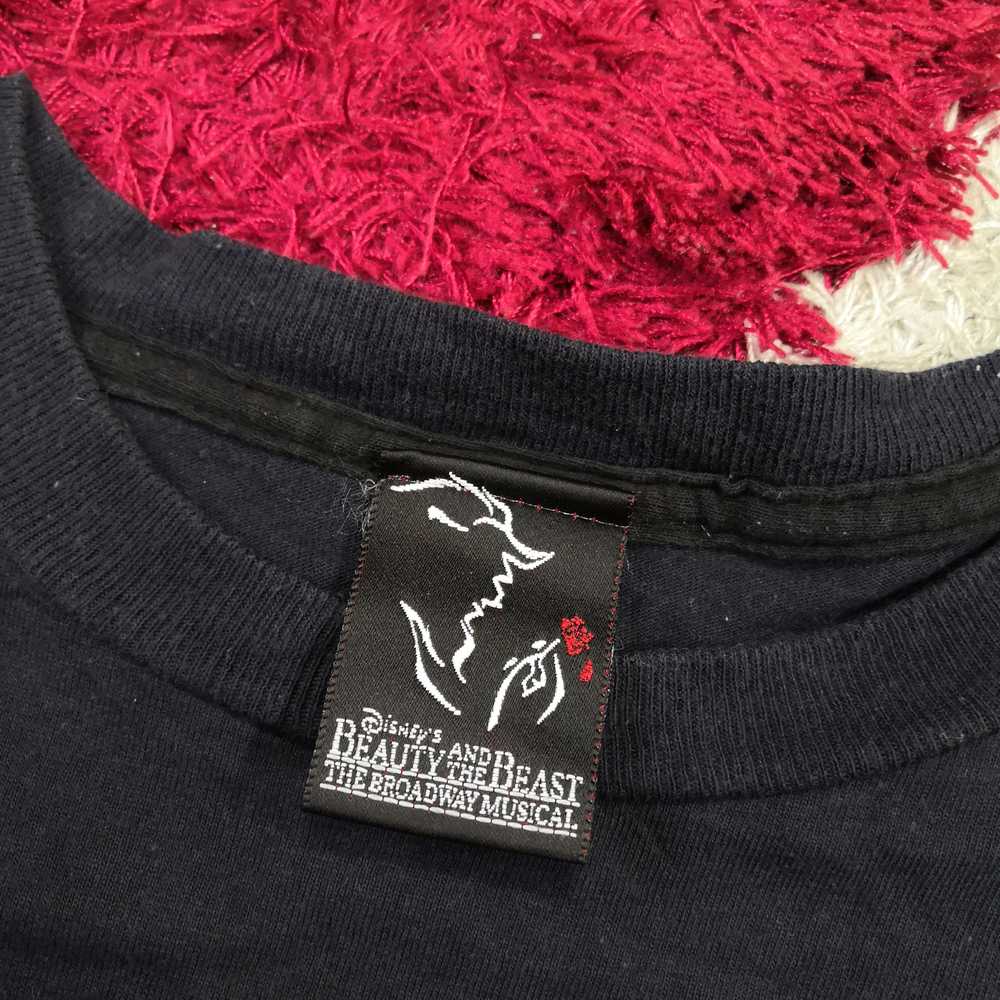 DISNEY'S
BEAUTY AND THE BEAST
THE BROADWAY MUSICAL